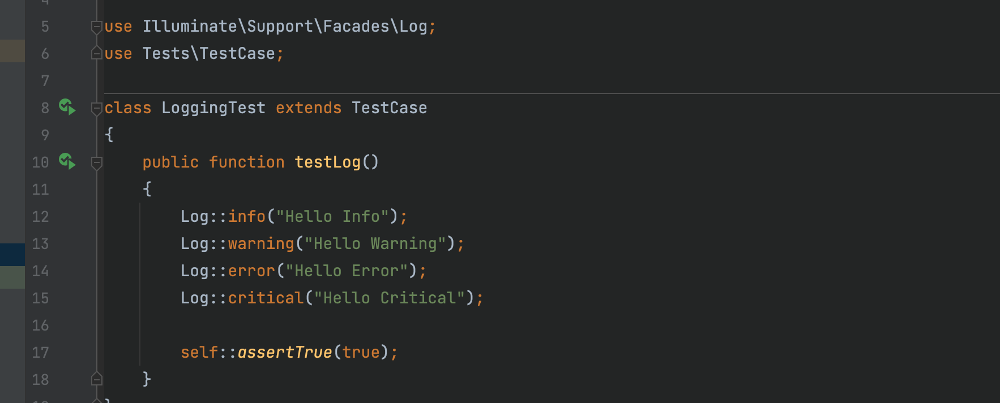 4
5 use Illuminate\Support\Facades\Log;
6 use Tests\TestCase;
7
8 class LoggingTest extends TestCase
9 {
10 public function testLog()
11 {
12 Log::info("Hello Info");
13 Log::warning("Hello Warning");
14 Log::error("Hello Error");
15 Log::critical("Hello Critical");
16
17 self::assertTrue(true);
18 }
19 }